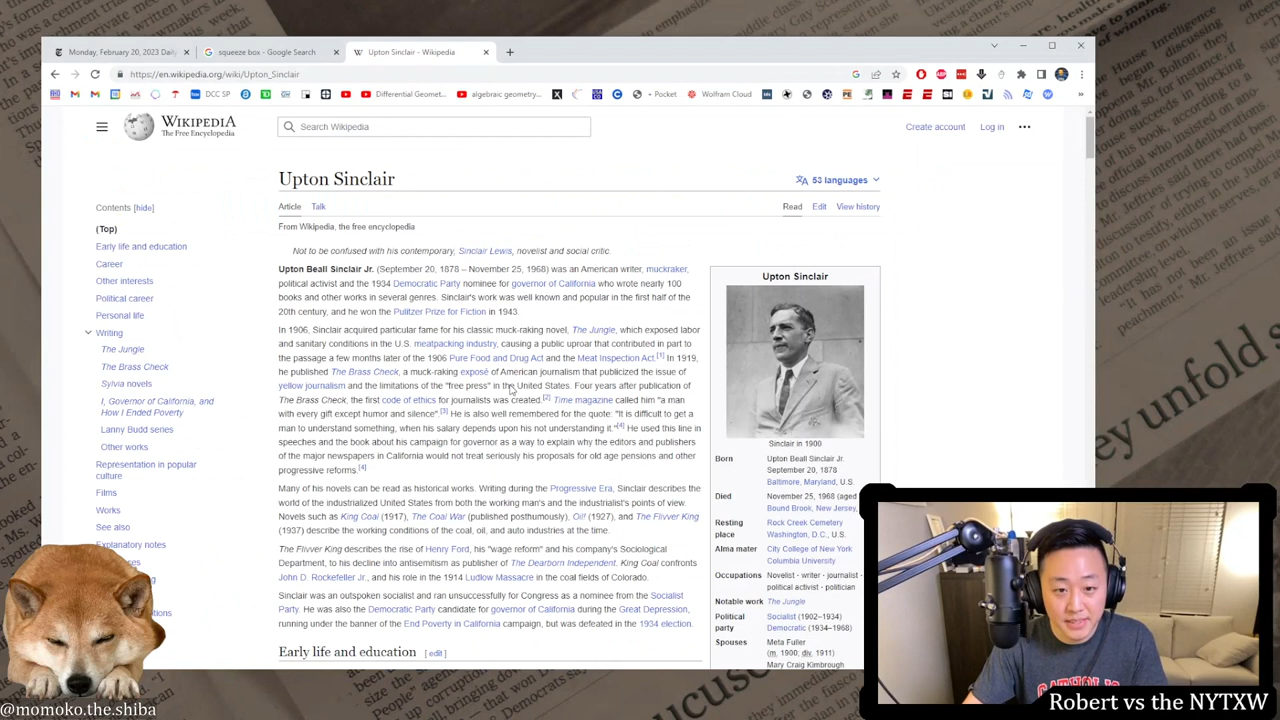 Monday, February 20, 2023 Daily
squeeze box - Google Search
Upton Sinclair - Wikipedia
https://en.wikipedia.org/wiki/Upton_Sinclair
DCC SP
Differential Geomet...
algebraic geometry...
+ Pocket
Wolfram Cloud
WIKIPEDIA
The Free Encyclopedia
Search Wikipedia
Create account
Log in
Upton Sinclair
53 languages
Contents [hide]
(Top)
Early life and education
Career
Other interests
Political career
Personal life
Writing
The Jungle
The Brass Check
Sylvia novels
I, Governor of California, and
How I Ended Poverty
Lanny Budd series
Other works
Representation in popular
culture
Films
Works
See also
Explanatory notes
Article
Talk
Read
Edit
View history
From Wikipedia, the free encyclopedia
Not to be confused with his contemporary, Sinclair Lewis, novelist and social critic.
Upton Beall Sinclair Jr. (September 20, 1878 – November 25, 1968) was an American writer, muckraker,
political activist and the 1934 Democratic Party nominee for governor of California who wrote nearly 100
books and other works in several genres. Sinclair's work was well known and popular in the first half of the
20th century, and he won the Pulitzer Prize for Fiction in 1943.
In 1906, Sinclair acquired particular fame for his classic muck-raking novel, The Jungle, which exposed labor
and sanitary conditions in the U.S. meatpacking industry, causing a public uproar that contributed in part to
the passage a few months later of the 1906 Pure Food and Drug Act and the Meat Inspection Act.[1] In 1919,
he published The Brass Check, a muck-raking exposé of American journalism that publicized the issue of
yellow journalism and the limitations of the "free press" in the United States. Four years after publication of
The Brass Check, the first code of ethics for journalists was created.[2] Time magazine called him "a man
with every gift except humor and silence".[3] He is also well remembered for the quote: "It is difficult to get a
man to understand something, when his salary depends upon his not understanding it."[4] He used this line in
speeches and the book about his campaign for governor as a way to explain why the editors and publishers
of the major newspapers in California would not treat seriously his proposals for old age pensions and other
progressive reforms.[4]
Many of his novels can be read as historical works. Writing during the Progressive Era, Sinclair describes the
world of the industrialized United States from both the working man's and the industrialist's points of view.
Novels such as King Coal (1917), The Coal War (published posthumously), Oil! (1927), and The Flivver King
(1937) describe the working conditions of the coal, oil, and auto industries at the time.
The Flivver King describes the rise of Henry Ford, his "wage reform" and his company's Sociological
Department, to his decline into antisemitism as publisher of The Dearborn Independent. King Coal confronts
John D. Rockefeller Jr., and his role in the 1914 Ludlow Massacre in the coal fields of Colorado.
Sinclair was an outspoken socialist and ran unsuccessfully for Congress as a nominee from the Socialist
Party. He was also the Democratic Party candidate for governor of California during the Great Depression,
running under the banner of the End Poverty in California campaign, but was defeated in the 1934 election.
Early life and education [ edit ]
Upton Sinclair
Sinclair in 1900
Born Upton Beall Sinclair Jr.
September 20, 1878
Baltimore, Maryland, U.S.
Died November 25, 1968 (aged
Bound Brook, New Jersey,
Resting place Rock Creek Cemetery
Washington, D.C., U.S.
Alma mater City College of New York
Columbia University
Occupations Novelist · writer · journalist ·
political activist · politician
Notable work The Jungle
Political party Socialist (1902–1934)
Democratic (1934–1968)
Spouses Meta Fuller
(m. 1900; div. 1911)
Mary Craig Kimbrough
@momoko.the.shiba
Robert vs the NYTXW